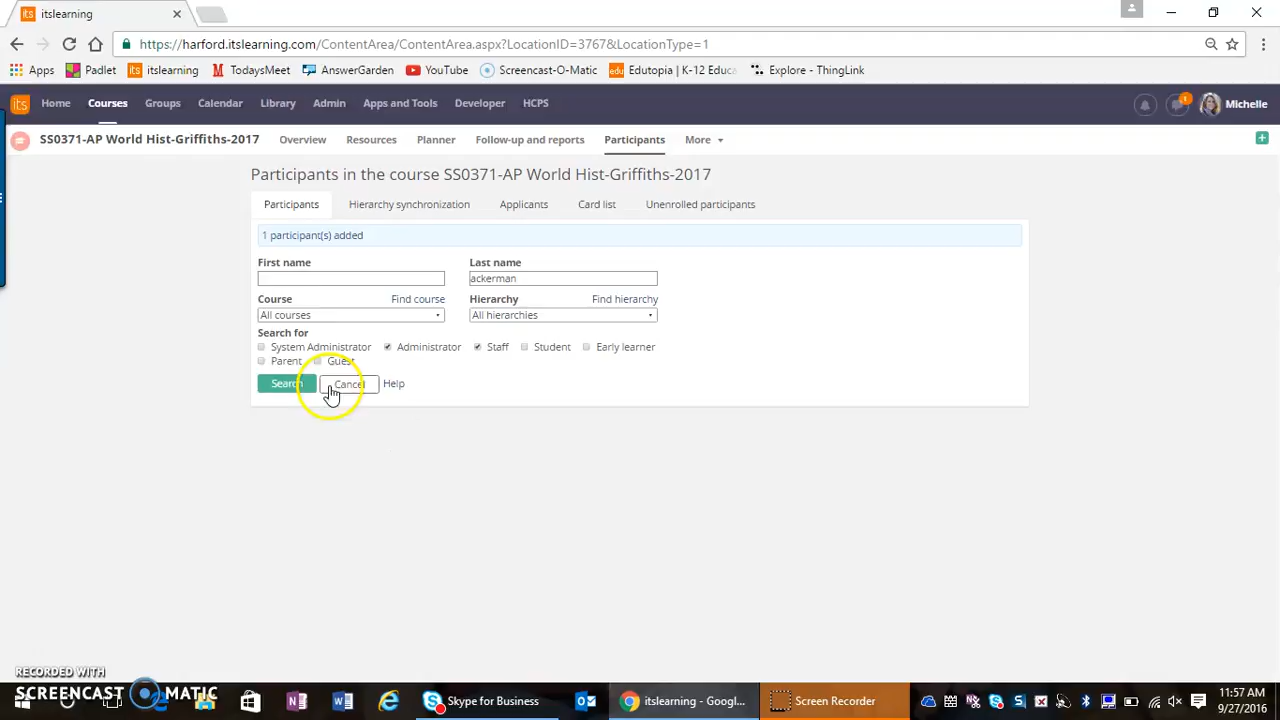 its itslearning
https://harford.itslearning.com/ContentArea/ContentArea.aspx?LocationID=3767&LocationType=1
Apps Padlet its itslearning TodaysMeet AnswerGarden YouTube Screencast-O-Matic edu Edutopia | K-12 Educa Explore - ThingLink
its Home Courses Groups Calendar Library Admin Apps and Tools Developer HCPS 1 Michelle
SS0371-AP World Hist-Griffiths-2017 Overview Resources Planner Follow-up and reports Participants More
Participants in the course SS0371-AP World Hist-Griffiths-2017
Participants Hierarchy synchronization Applicants Card list Unenrolled participants
1 participant(s) added
First name Last name
ackerman
Course Find course Hierarchy Find hierarchy
All courses All hierarchies
Search for
System Administrator Administrator Staff Student Early learner
Parent Guest
Search Cancel Help
RECORDED WITH
SCREENCAST MATIC
Skype for Business itslearning - Googl... Screen Recorder
11:57 AM
9/27/2016